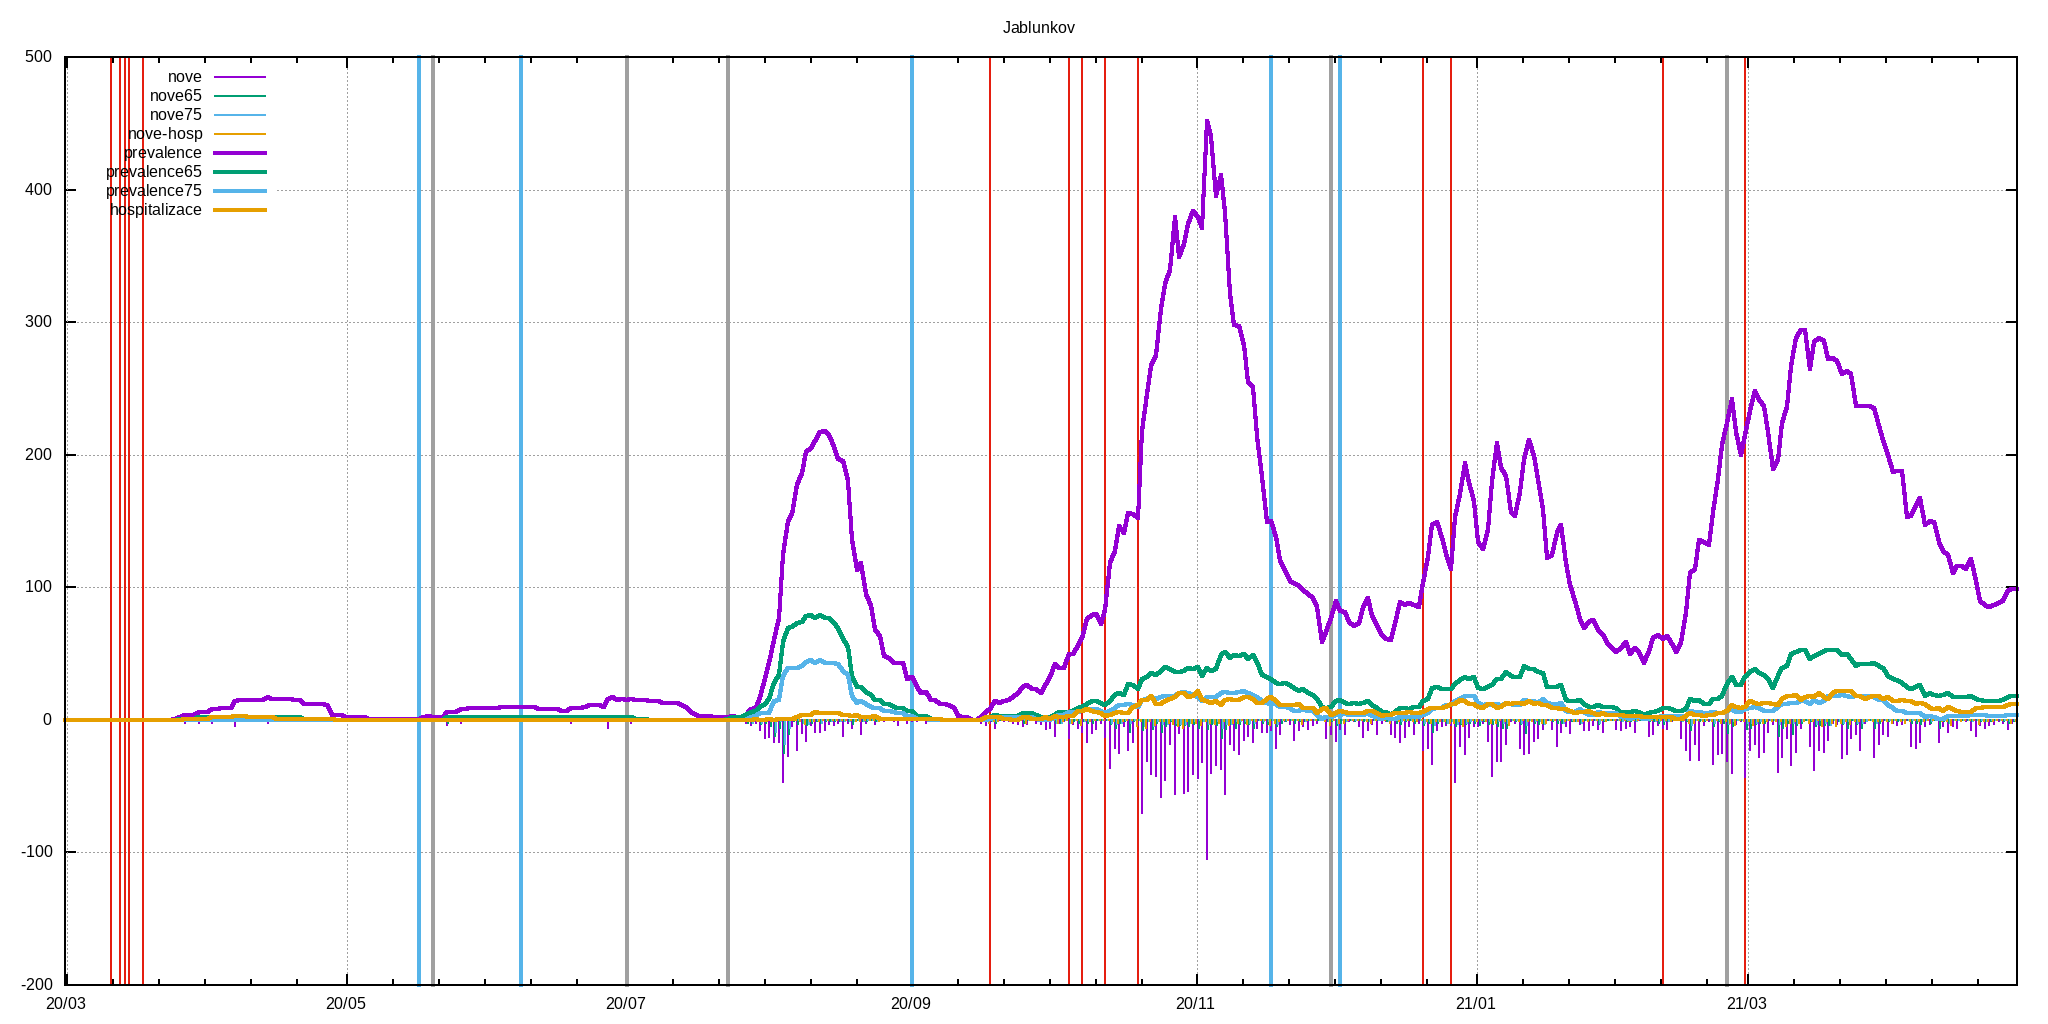 Jablunkov
500
400
300
200
100
0
-100
-200
nove
nove65
nove75
nove-hosp
prevalence
prevalence65
prevalence75
hospitalizace
20/03 20/05 20/07 20/09 20/11 21/01 21/03